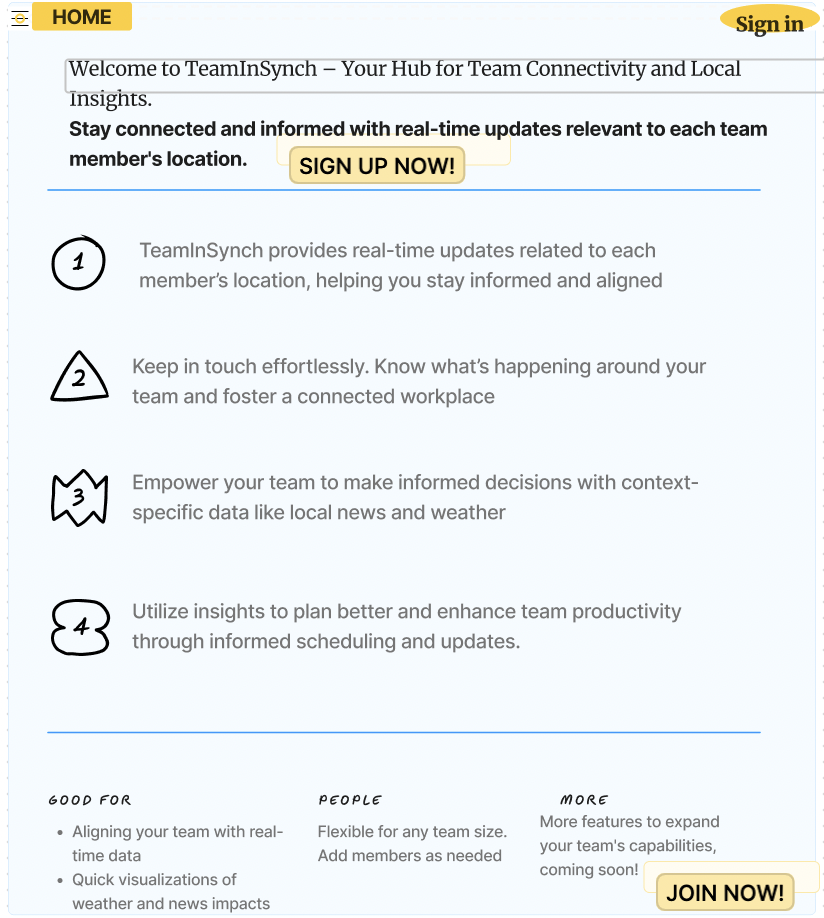 HOME
Sign in
Welcome to TeamInSynch – Your Hub for Team Connectivity and Local
Insights.
Stay connected and informed with real-time updates relevant to each team
member's location.
SIGN UP NOW!
1
TeamInSynch provides real-time updates related to each
member’s location, helping you stay informed and aligned
2
Keep in touch effortlessly. Know what’s happening around your
team and foster a connected workplace
3
Empower your team to make informed decisions with context-
specific data like local news and weather
4
Utilize insights to plan better and enhance team productivity
through informed scheduling and updates.
GOOD FOR
• Aligning your team with real-
time data
• Quick visualizations of
weather and news impacts
PEOPLE
Flexible for any team size.
Add members as needed
MORE
More features to expand
your team's capabilities,
coming soon!
JOIN NOW!